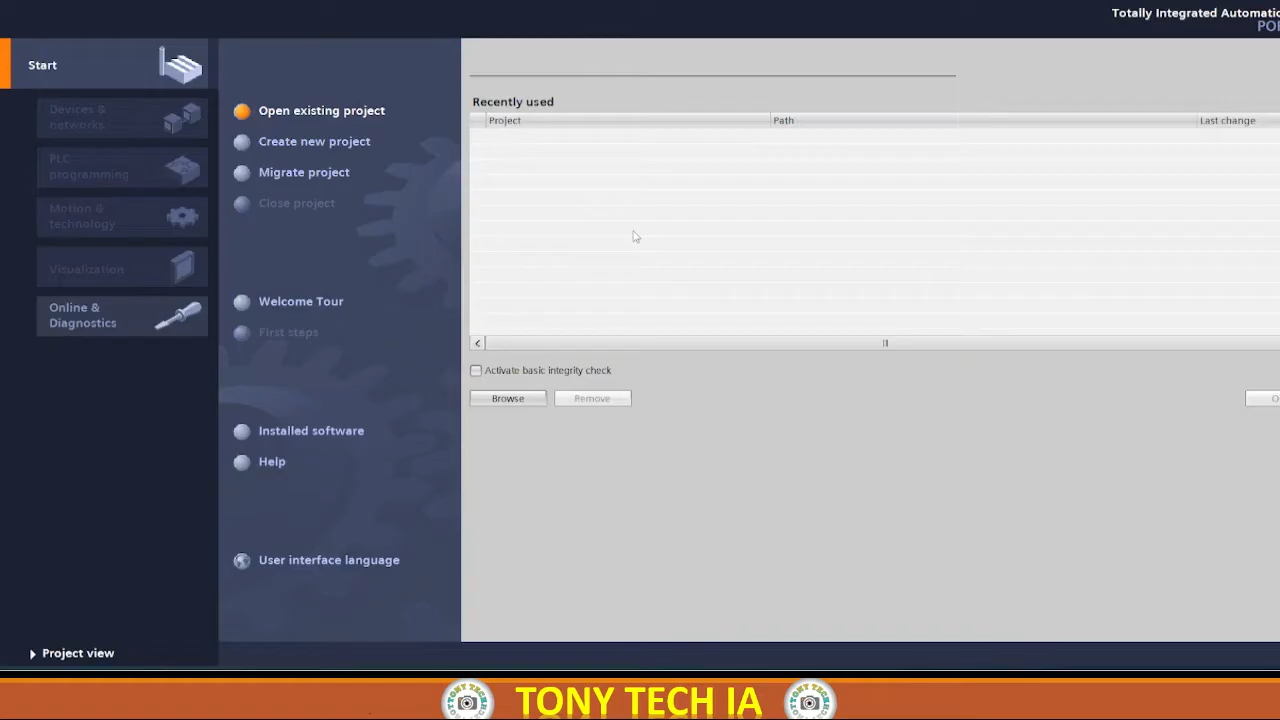 Totally Integrated Automatio
PO
Start
Devices &
networks
PLC
programming
Motion &
technology
Visualization
Online &
Diagnostics
Open existing project
Create new project
Migrate project
Close project
Welcome Tour
First steps
Installed software
Help
User interface language
Recently used
Project Path Last change
Activate basic integrity check
Browse Remove O
Project view
TONY TECH IA